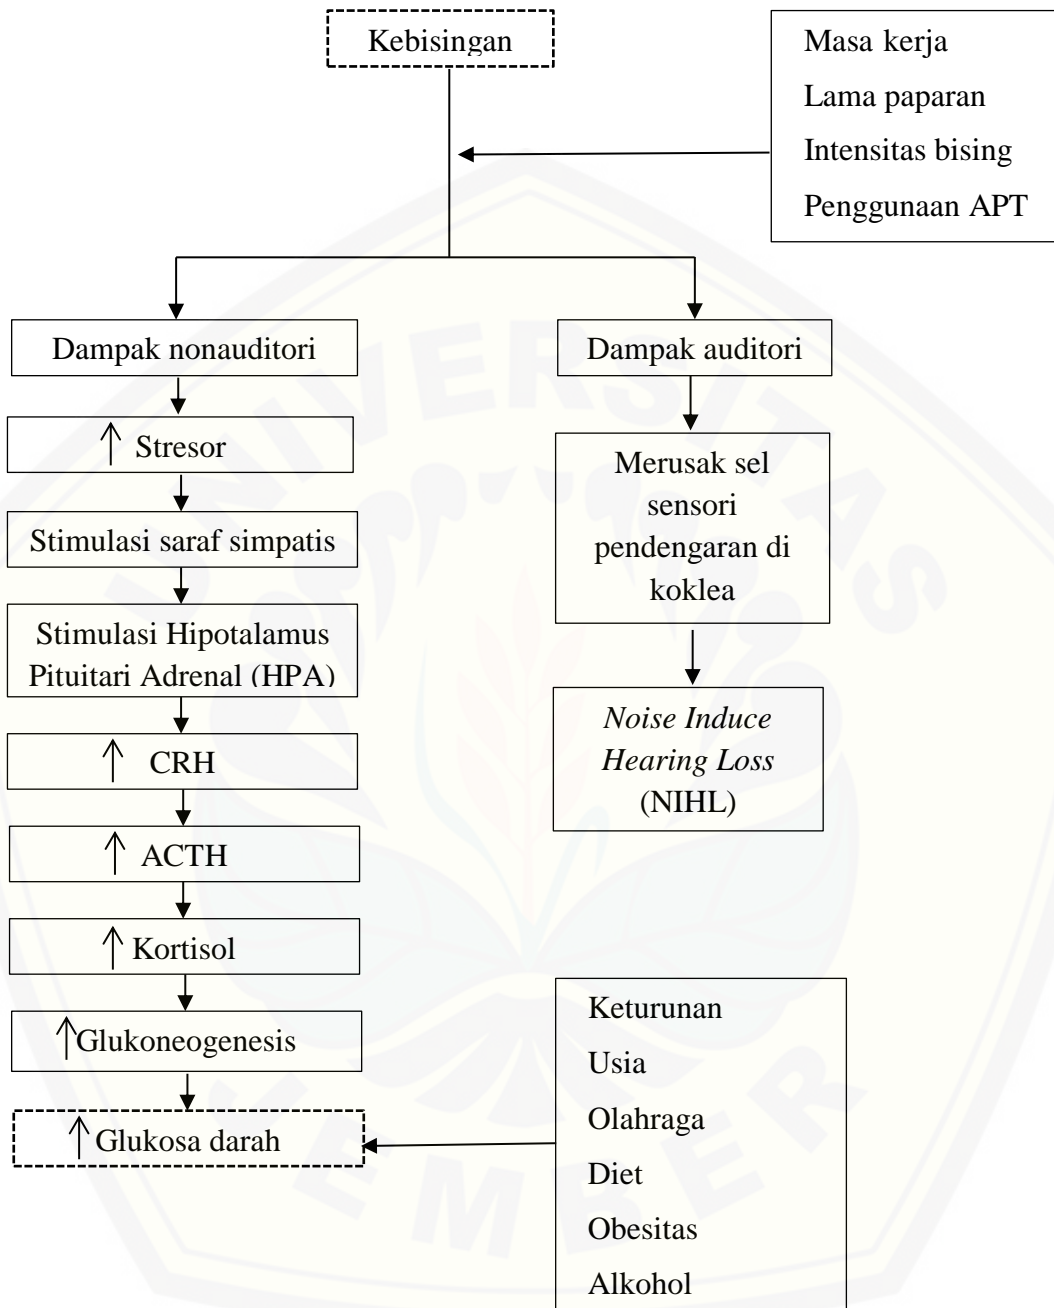 Kebisingan
Masa kerja
Lama paparan
Intensitas bising
Penggunaan APT
Dampak nonauditori
Dampak auditori
↑ Stresor
Merusak sel
sensori
pendengaran di
koklea
Stimulasi saraf simpatis
Stimulasi Hipotalamus
Pituitari Adrenal (HPA)
Noise Induce
Hearing Loss
(NIHL)
↑ CRH
↑ ACTH
↑ Kortisol
↑Glukoneogenesis
↑ Glukosa darah
Keturunan
Usia
Olahraga
Diet
Obesitas
Alkohol
UNIVERSITAS
JEMBER